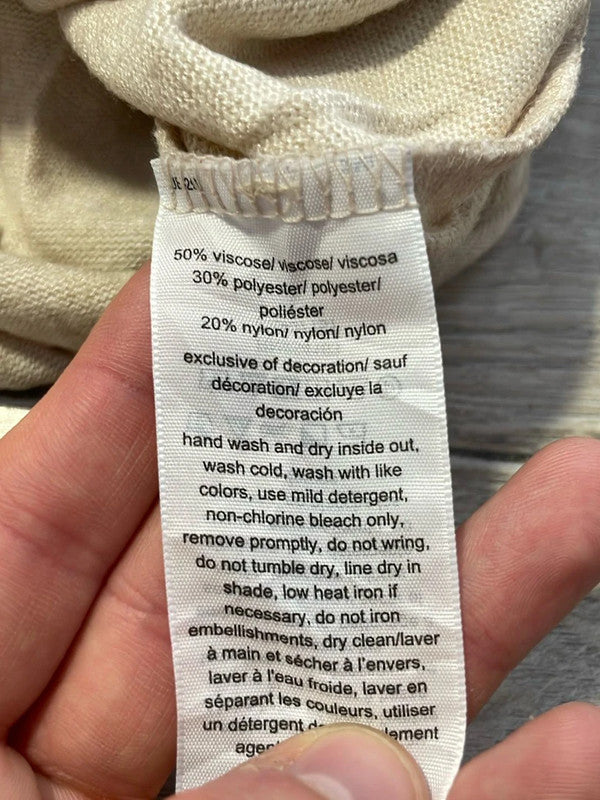 50% viscose/ viscose/ viscosa
30% polyester/ polyester/
poliéster
20% nylon/ nylon/ nylon
exclusive of decoration/ sauf
décoration/ excluye la
decoración
hand wash and dry inside out,
wash cold, wash with like
colors, use mild detergent,
non-chlorine bleach only,
remove promptly, do not wring,
do not tumble dry, line dry in
shade, low heat iron if
necessary, do not iron
embellishments, dry clean/laver
à main et sécher à l'envers,
laver à l'eau froide, laver en
séparant les couleurs, utiliser
un détergent